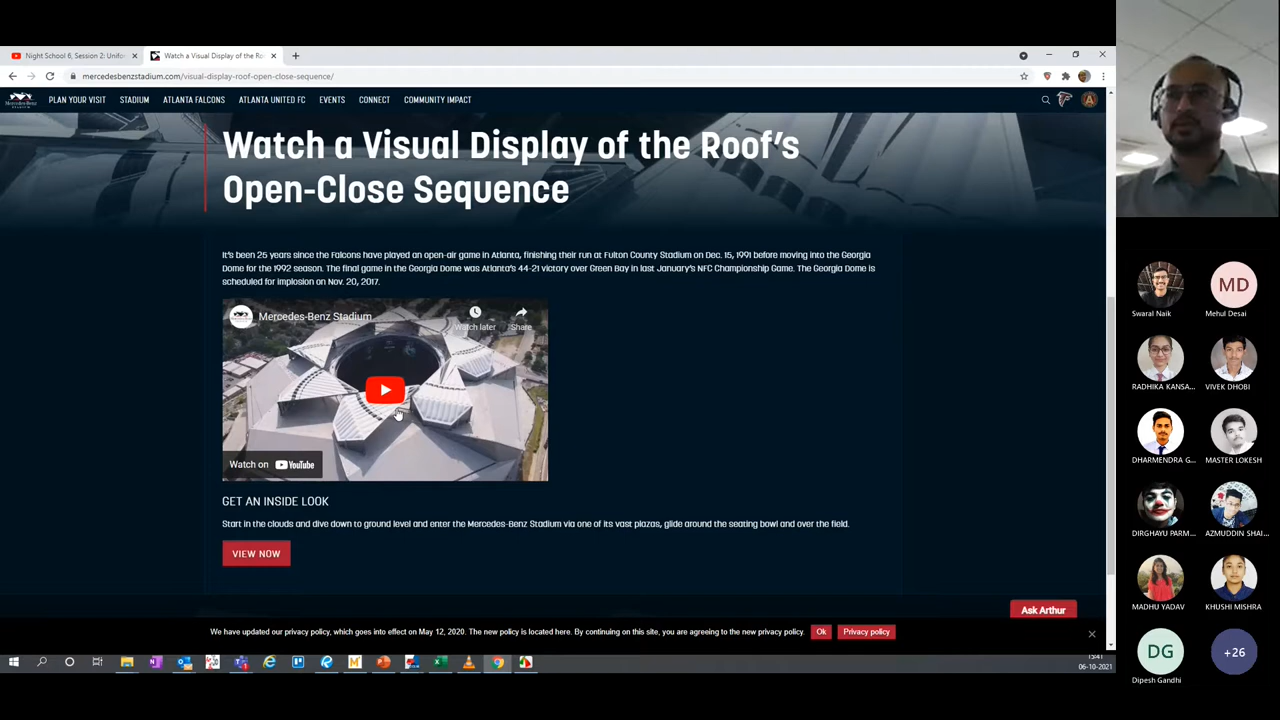 Night School 6, Session 2: Unifo
Watch a Visual Display of the Ro
mercedesbenzstadium.com/visual-display-roof-open-close-sequence/
Mercedes-Benz
PLAN YOUR VISIT STADIUM ATLANTA FALCONS ATLANTA UNITED FC EVENTS CONNECT COMMUNITY IMPACT
Watch a Visual Display of the Roof's
Open-Close Sequence
It's been 25 years since the Falcons have played an open-air game in Atlanta, finishing their run at Fulton County Stadium on Dec. 15, 1991 before moving into the Georgia
Dome for the 1992 season. The final game in the Georgia Dome was Atlanta's 44-21 victory over Green Bay in last January's NFC Championship Game. The Georgia Dome is
scheduled for implosion on Nov. 20, 2017.
Mercedes-Benz Stadium
Watch later
Share
Watch on YouTube
GET AN INSIDE LOOK
Start in the clouds and dive down to ground level and enter the Mercedes-Benz Stadium via one of its vast plazas, glide around the seating bowl and over the field.
VIEW NOW
Ask Arthur
We have updated our privacy policy, which goes into effect on May 12, 2020. The new policy is located here. By continuing on this site, you are agreeing to the new privacy policy.
Ok
Privacy policy
15:41
06-10-2021
Swaral Naik
MD
Mehul Desai
RADHIKA KANSA...
VIVEK DHOBI
DHARMENDRA G...
MASTER LOKESH
DIRGHAYU PARM...
AZMUDDIN SHAI...
MADHU YADAV
KHUSHI MISHRA
DG
Dipesh Gandhi
+26